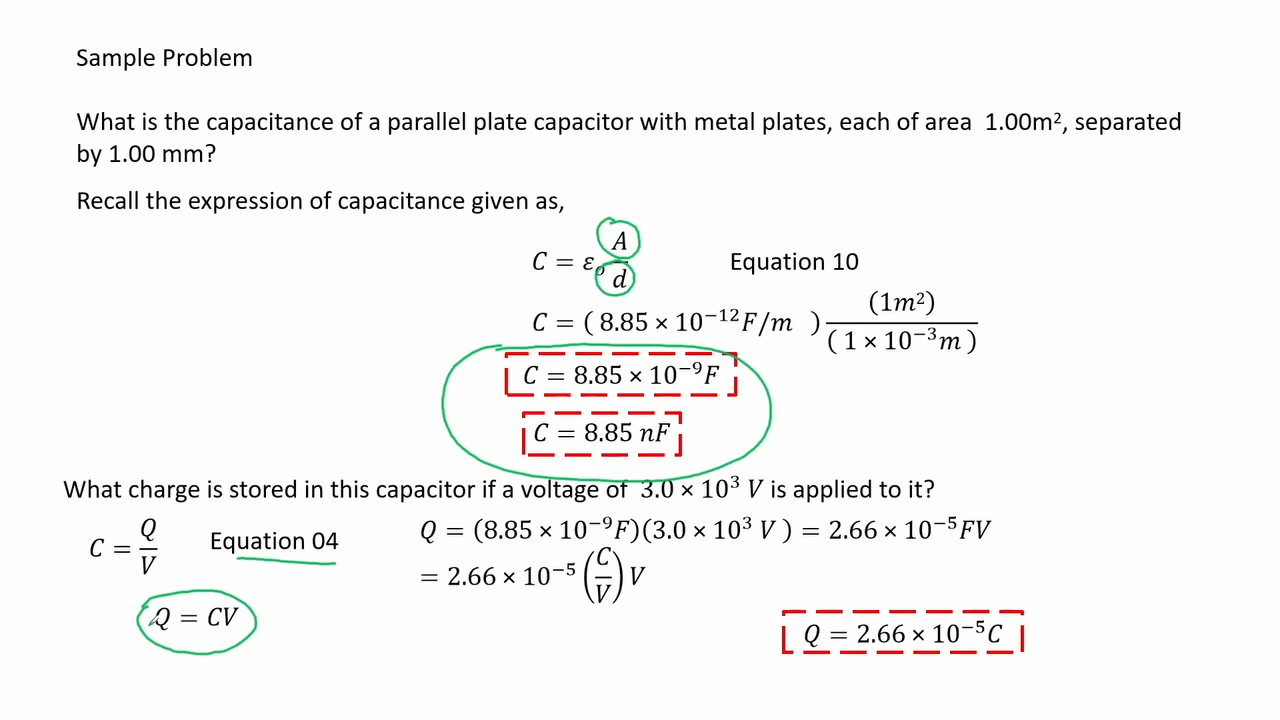 Sample Problem
What is the capacitance of a parallel plate capacitor with metal plates, each of area 1.00m², separated
by 1.00 mm?
Recall the expression of capacitance given as,
C = εₒ A/d Equation 10
C = ( 8.85 × 10⁻¹² F/m ) (1m²)/( 1 × 10⁻³ m )
C = 8.85 × 10⁻⁹ F
C = 8.85 nF
What charge is stored in this capacitor if a voltage of 3.0 × 10³ V is applied to it?
C = Q/V Equation 04
Q = (8.85 × 10⁻⁹ F)(3.0 × 10³ V ) = 2.66 × 10⁻⁵ FV
= 2.66 × 10⁻⁵ (C/V) V
Q = CV
Q = 2.66 × 10⁻⁵ C